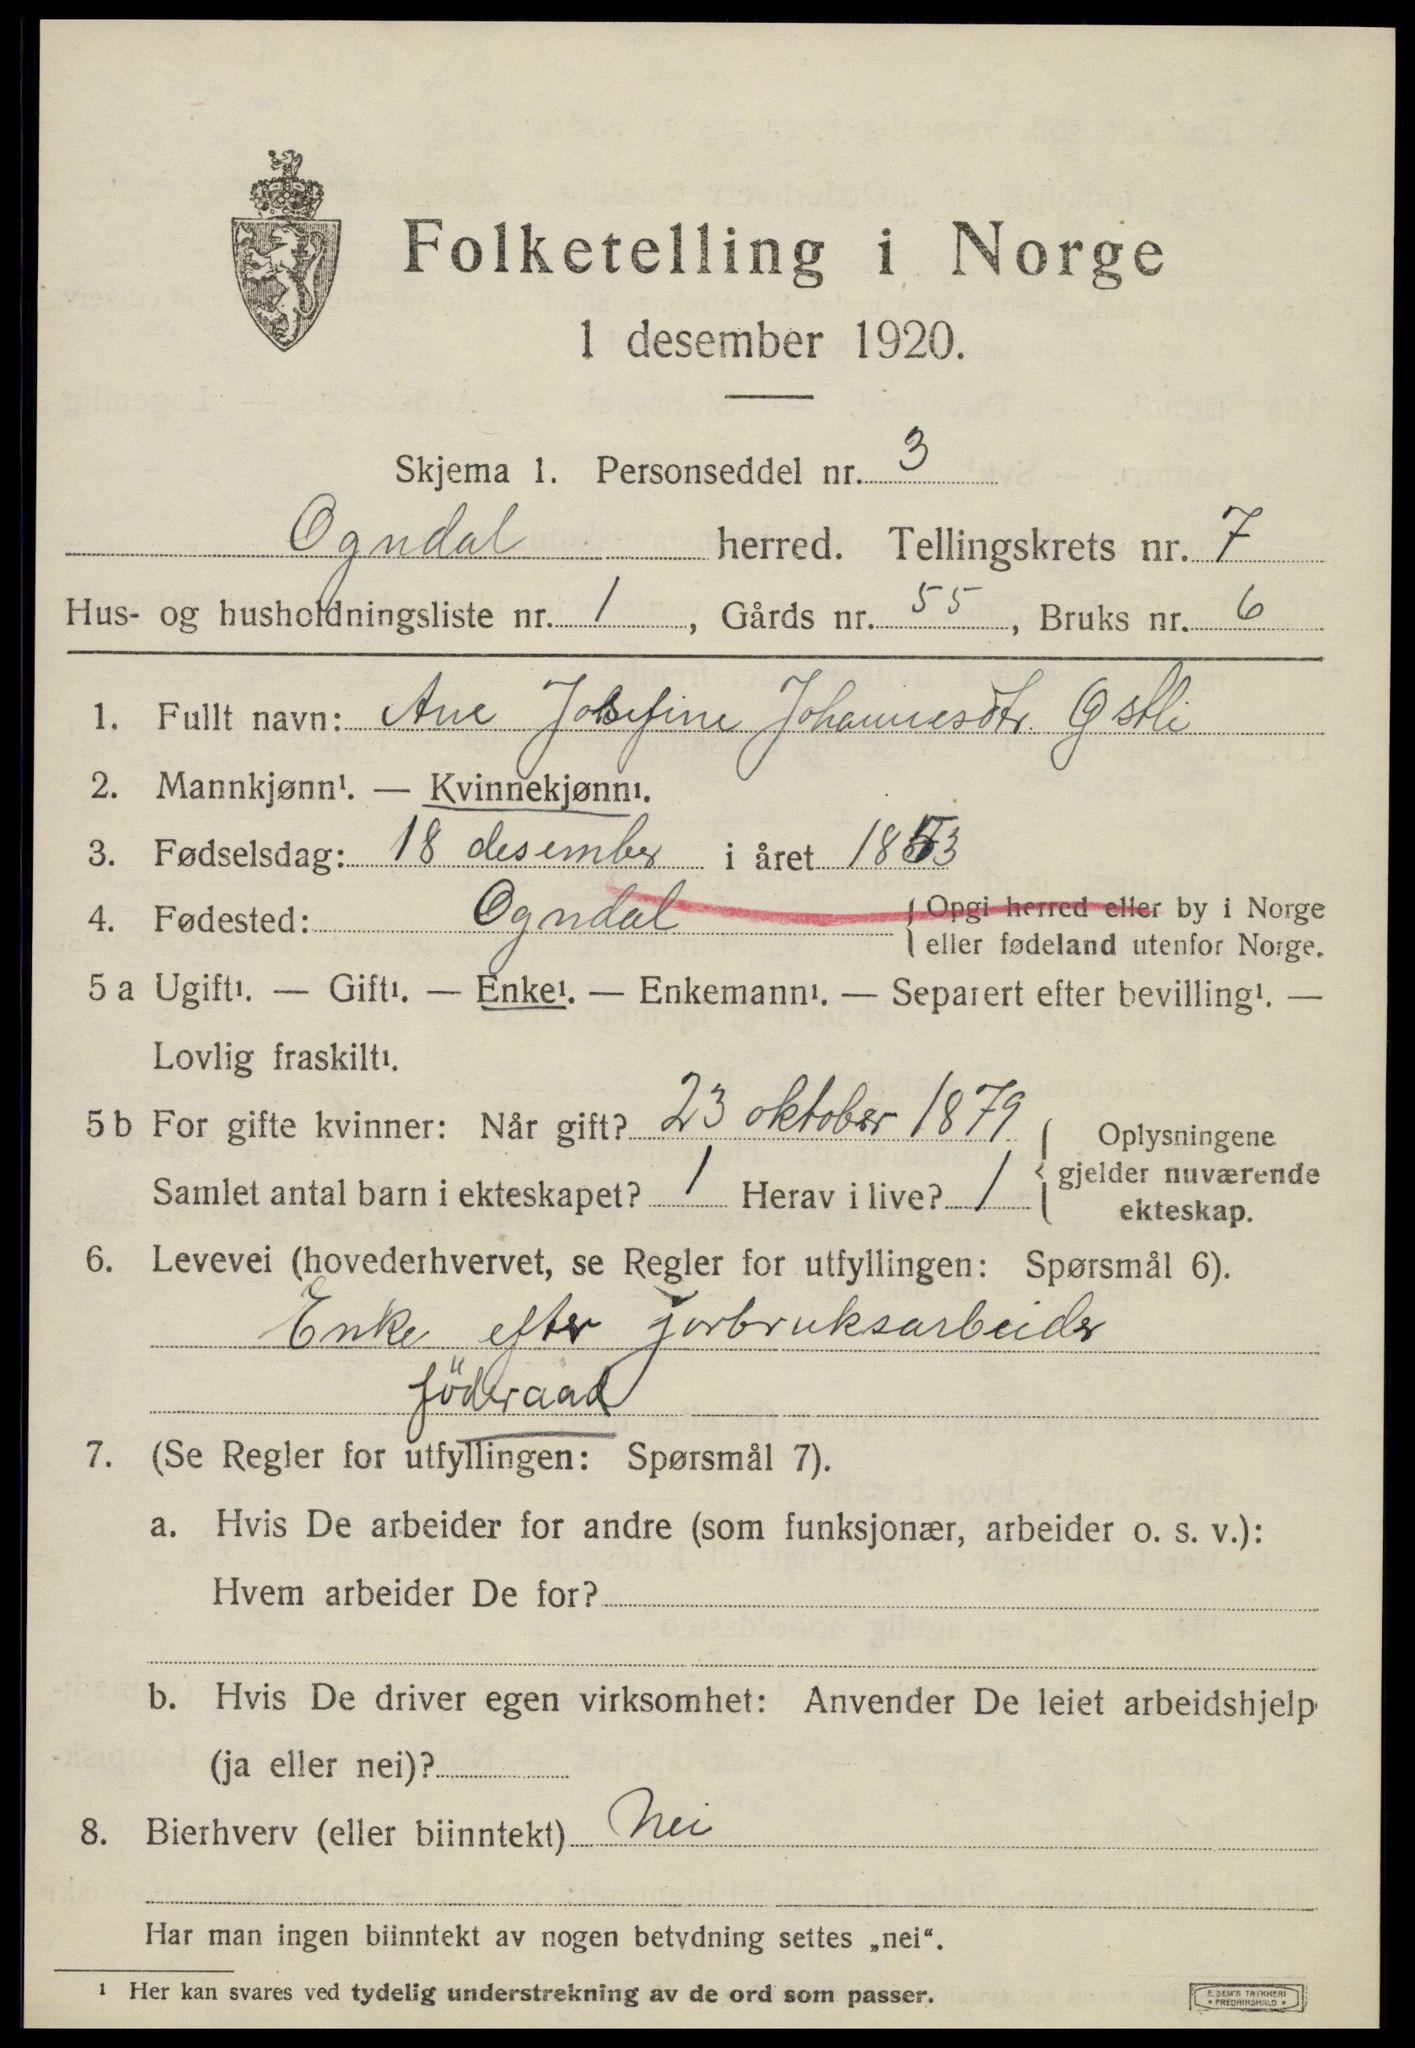 Folketelling i Norge
1 desember 1920.
Skjema 1. Personseddel nr. 3
Ogndal herred. Tellingskrets nr. 7
Hus- og husholdningsliste nr. 1, Gårds nr. 55, Bruks nr. 6
1. Fullt navn: Ane Josefine Johannesdtr. Østli
2. Mannkjønn¹. — Kvinnekjønn¹.
3. Fødselsdag: 18 desember i året 1853
4. Fødested: Ogndal { Opgi herred eller by i Norge
eller fødeland utenfor Norge.
5 a Ugift¹. — Gift¹. — Enke¹. — Enkemann¹. — Separert efter bevilling¹. —
Lovlig fraskilt¹.
5 b For gifte kvinner: Når gift? 23 oktober 1879
Samlet antal barn i ekteskapet? 1 Herav i live? 1
{ Oplysningene
gjelder nuværende
ekteskap.
6. Levevei (hovederhvervet, se Regler for utfyllingen: Spørsmål 6).
Enke efter jorbruksarbeider
föderaad
7. (Se Regler for utfyllingen: Spørsmål 7).
a. Hvis De arbeider for andre (som funksjonær, arbeider o. s. v.):
Hvem arbeider De for?
b. Hvis De driver egen virksomhet: Anvender De leiet arbeidshjelp
(ja eller nei)?
8. Bierhverv (eller biinntekt) Nei
Har man ingen biinntekt av nogen betydning settes „nei“.
¹ Her kan svares ved tydelig understrekning av de ord som passer.
E. SEM'S TRYKKERI
• FREDRIKSHALD •